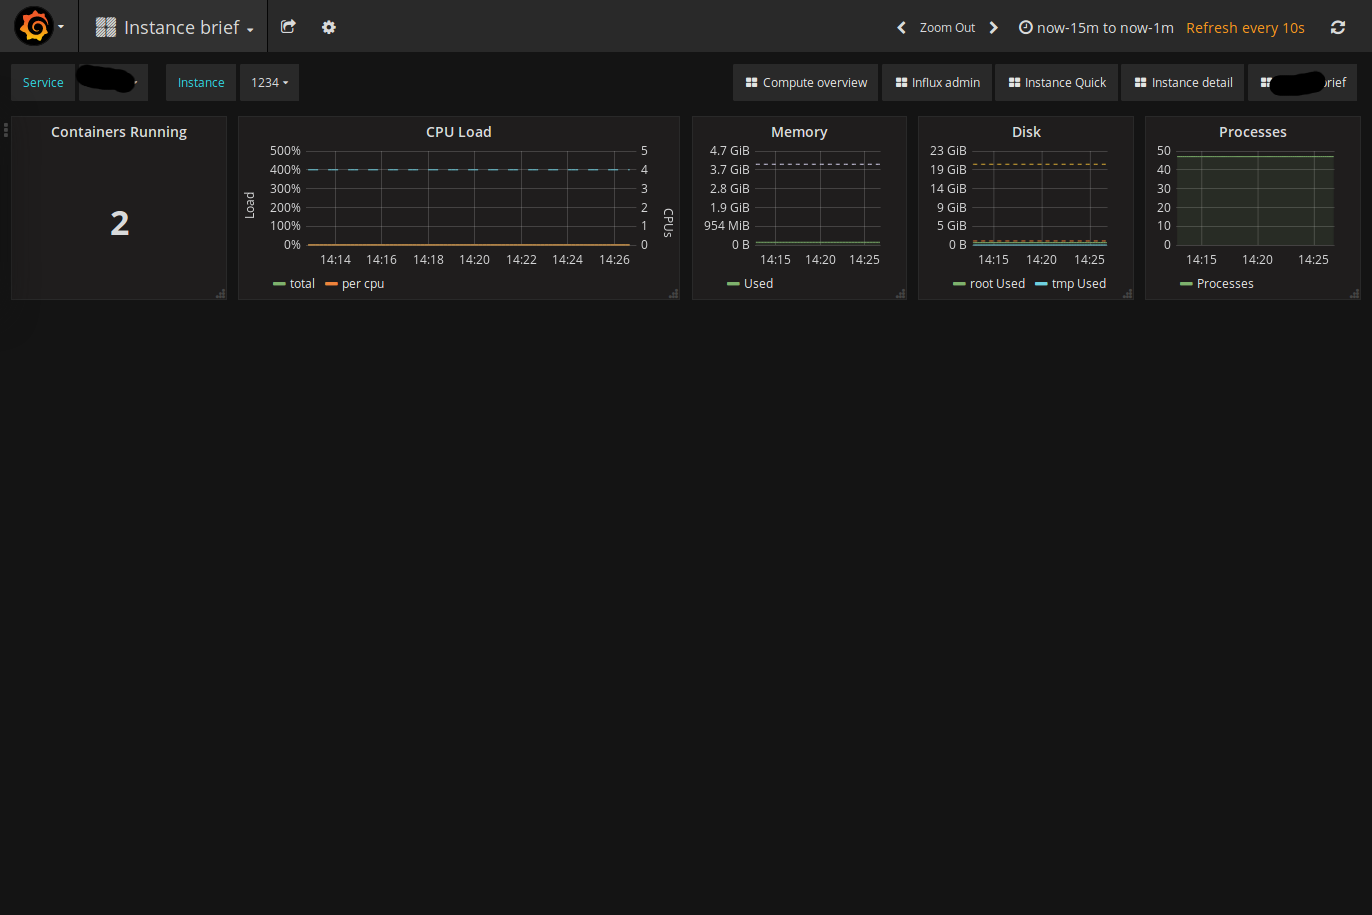 Instance brief
Zoom Out
now-15m to now-1m
Refresh every 10s
Service
Instance
1234
Compute overview
Influx admin
Instance Quick
Instance detail
Containers Running
2
CPU Load
500%
400%
300%
200%
100%
0%
Load
5
4
3
2
1
0
CPUs
14:14 14:16 14:18 14:20 14:22 14:24 14:26
total per cpu
Memory
4.7 GiB
3.7 GiB
2.8 GiB
1.9 GiB
954 MiB
0 B
14:15 14:20 14:25
Used
Disk
23 GiB
19 GiB
14 GiB
9 GiB
5 GiB
0 B
14:15 14:20 14:25
root Used tmp Used
Processes
50
40
30
20
10
0
14:15 14:20 14:25
Processes